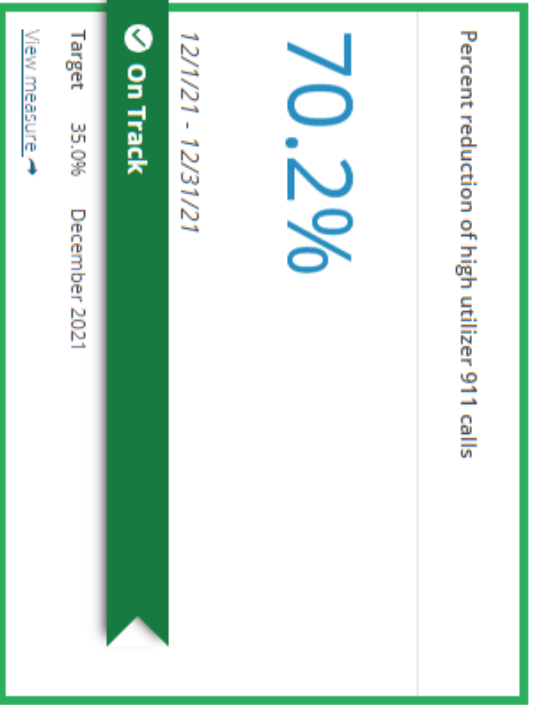 Percent reduction of high utilizer 911 calls
70.2%
12/1/21 - 12/31/21
On Track
Target 35.0% December 2021
View measure